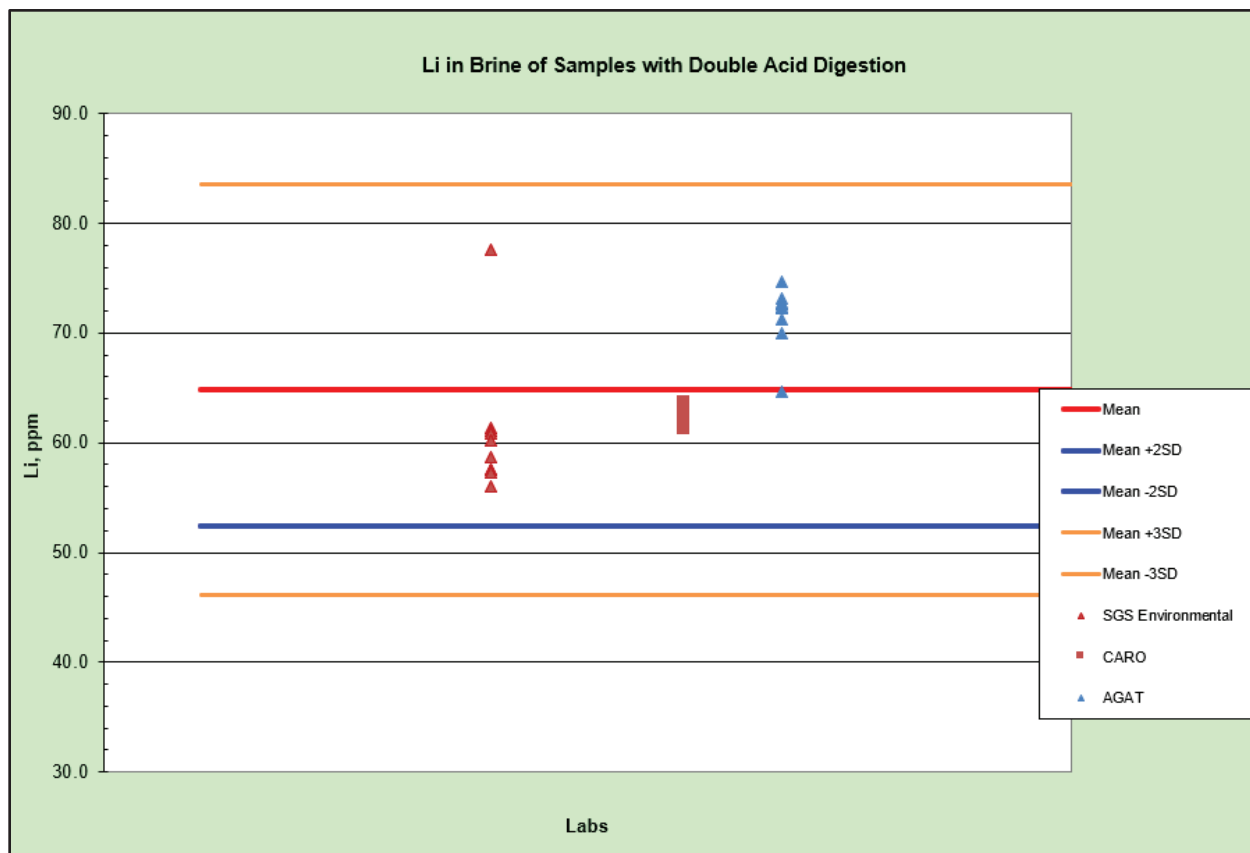 Li in Brine of Samples with Double Acid Digestion
90.0
80.0
70.0
60.0
50.0
40.0
30.0
Li, ppm
Labs
Mean
Mean +2SD
Mean -2SD
Mean +3SD
Mean -3SD
SGS Environmental
CARO
AGAT